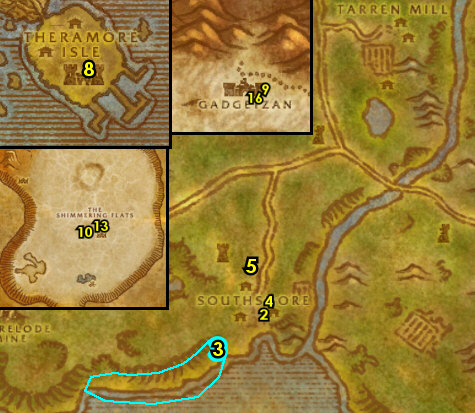 THERAMORE
ISLE
8
9
16
GADGETZAN
TARREN MILL
THE
SHIMMERING FLATS
10 13
5
SOUTHSHORE
4
2
3
RELODE
INE